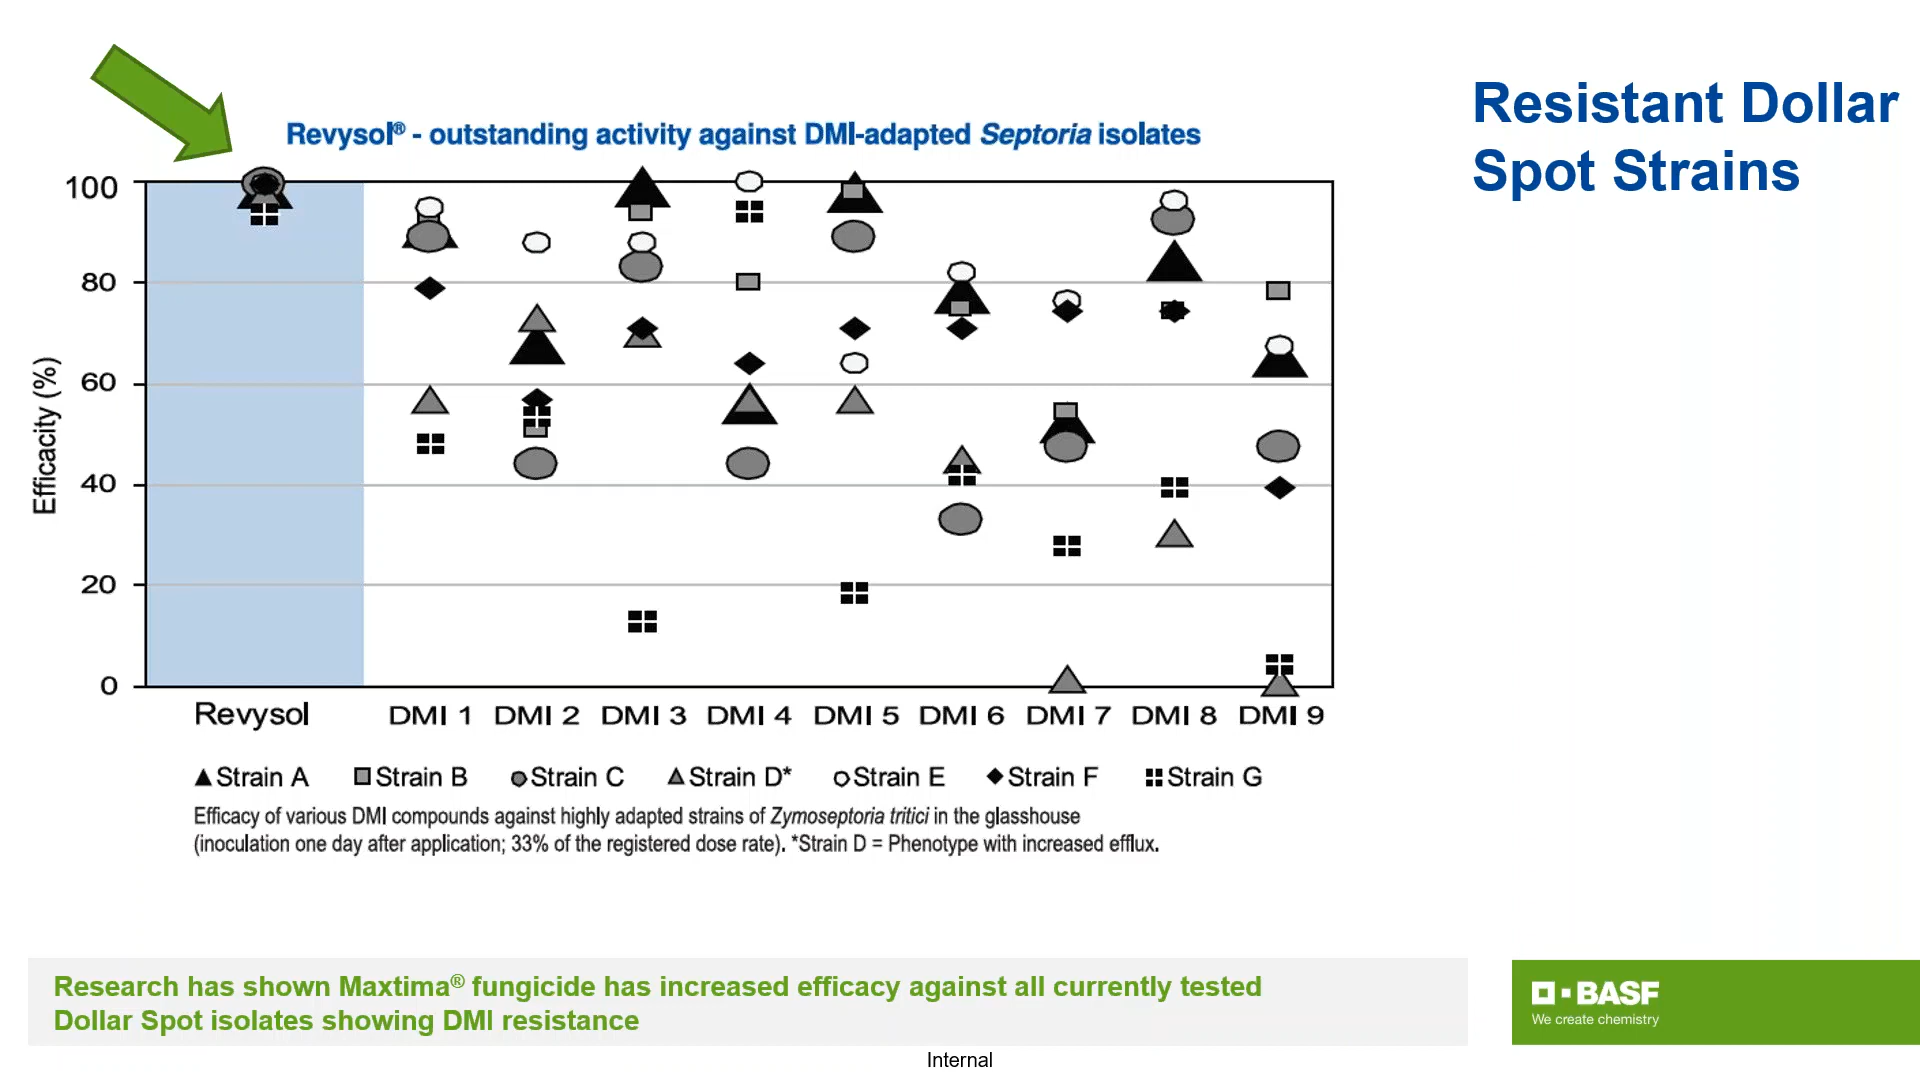 Resistant Dollar
Spot Strains
Revysol® - outstanding activity against DMI-adapted Septoria isolates
Efficacity (%)
100
80
60
40
20
0
Revysol DMI 1 DMI 2 DMI 3 DMI 4 DMI 5 DMI 6 DMI 7 DMI 8 DMI 9
Strain A Strain B Strain C Strain D* Strain E Strain F Strain G
Efficacy of various DMI compounds against highly adapted strains of Zymoseptoria tritici in the glasshouse
(inoculation one day after application; 33% of the registered dose rate). *Strain D = Phenotype with increased efflux.
Research has shown Maxtima® fungicide has increased efficacy against all currently tested
Dollar Spot isolates showing DMI resistance
BASF
We create chemistry
Internal